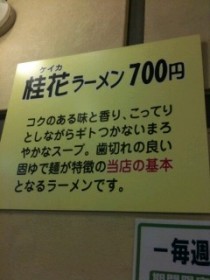 ケイカ
桂花ラーメン 700円
コクのある味と香り、こってり
としながらギトつかないまろ
やかなスープ。歯切れの良い
固ゆで麺が特徴の当店の基本
となるラーメンです。
一毎週